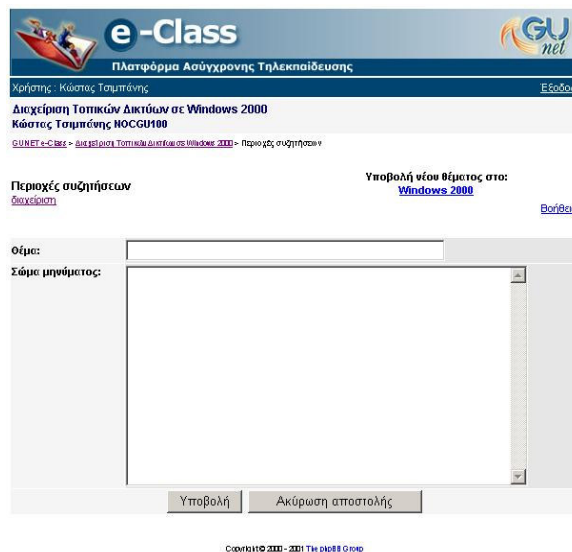 e-Class
GU
net
Πλατφόρμα Ασύγχρονης Τηλεκπαίδευσης
Χρήστης : Κώστας Τσιμπάνης
Έξοδος
Διαχείριση Τοπικών Δικτύων σε Windows 2000
Κώστας Τσιμπάνης NOCGU100
GUNET e-Class > Διαχείριση Τοπικών Δικτύων σε Windows 2000 > Περιοχές συζητήσεων
Περιοχές συζητήσεων
διαχείριση
Υποβολή νέου θέματος στο:
Windows 2000
Βοήθει
Θέμα:
Σώμα μηνύματος:
Υποβολή
Ακύρωση αποστολής
Copyright © 2000 - 2001 The phpBB Group